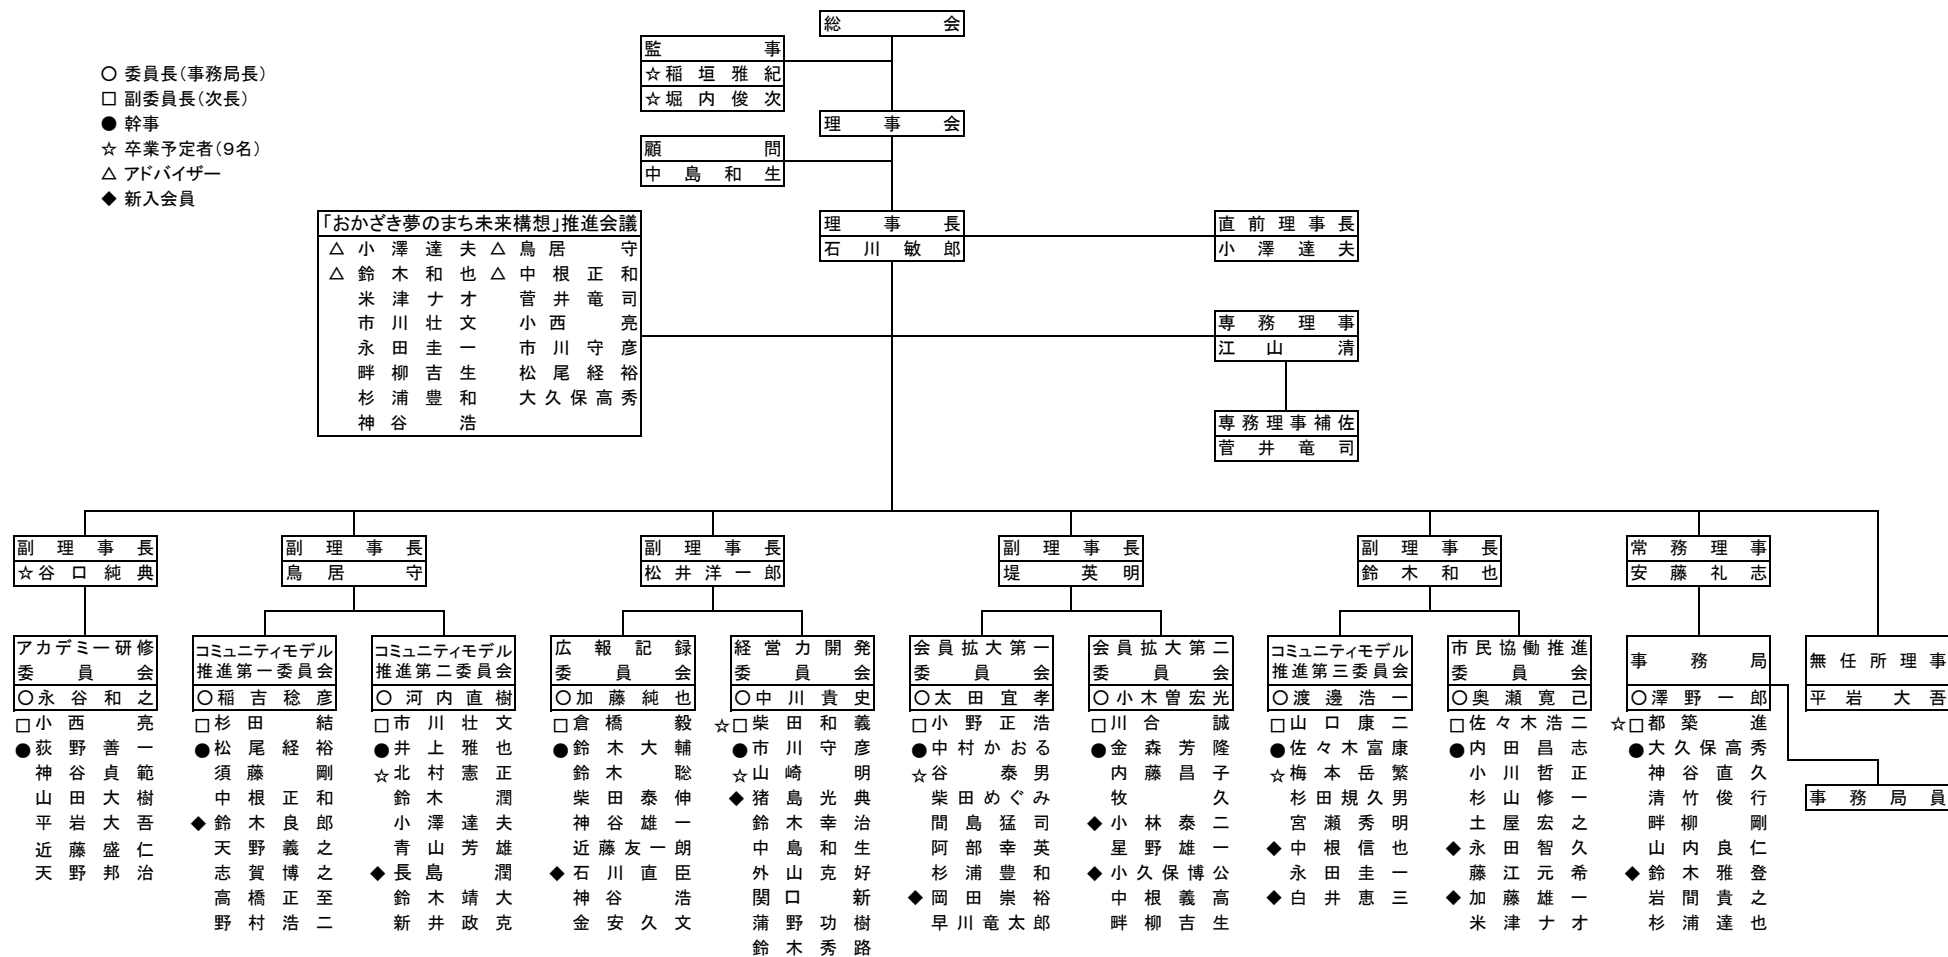 総会
監事
☆稲垣雅紀
☆堀内俊次
○ 委員長(事務局長)
□ 副委員長(次長)
● 幹事
☆ 卒業予定者(9名)
△ アドバイザー
◆ 新入会員
理事会
顧問
中島和生
「おかざき夢のまち未来構想」推進会議
△ 小澤達夫 △ 鳥居守
△ 鈴木和也 △ 中根正和
米津ナオ 菅井竜司
市川壮文 小西亮
永田圭一 市川守彦
畔柳吉生 松尾経裕
杉浦豊和 大久保高秀
神谷浩
理事長
石川敏郎
直前理事長
小澤達夫
専務理事
江山清
専務理事補佐
菅井竜司
副理事長
☆谷口純典
アカデミー研修
委員会
○永谷和之
□小西亮
●荻野善一
神谷貞範
山田大樹
平岩大吾
近藤盛仁
天野邦治
副理事長
鳥居守
コミュニティモデル
推進第一委員会
○稲吉稔彦
□杉田結
●松尾経裕
須藤剛
中根正和
◆鈴木良郎
天野義之
志賀博之
高橋正至
野村浩二
コミュニティモデル
推進第二委員会
○河内直樹
□市川壮文
●井上雅也
☆北村憲正
鈴木潤
小澤達夫
青山芳雄
◆長島潤
鈴木靖大
新井政克
副理事長
松井洋一郎
広報記録
委員会
○加藤純也
□倉橋毅
●鈴木大輔
鈴木聡
柴田泰伸
神谷雄一
近藤友一朗
◆石川直臣
神谷浩
金安久文
経営力開発
委員会
○中川貴史
☆□柴田和義
●市川守彦
☆山崎明
◆猪島光典
鈴木幸治
中島和生
外山克好
関口新
蒲野功樹
鈴木秀路
副理事長
堤英明
会員拡大第一
委員会
○太田宜孝
□小野正浩
●中村かおる
☆谷泰男
柴田めぐみ
間島猛司
阿部幸英
杉浦豊和
◆岡田崇裕
早川竜太郎
会員拡大第二
委員会
○小木曽宏光
□川合誠
●金森芳隆
内藤昌子
牧久
◆小林泰二
星野雄一
◆小久保博公
中根義高
畔柳吉生
副理事長
鈴木和也
コミュニティモデル
推進第三委員会
○渡邊浩一
□山口康二
●佐々木富康
☆梅本岳繁
杉田規久男
宮瀬秀明
◆中根信也
永田圭一
◆白井恵三
市民協働推進
委員会
○奥瀬寛己
□佐々木浩二
●内田昌志
小川哲正
杉山修一
土屋宏之
◆永田智久
藤江元希
◆加藤雄一
米津ナオ
常務理事
安藤礼志
事務局
○澤野一郎
☆□都築進
●大久保高秀
神谷直久
清竹俊行
畔柳剛
山内良仁
◆鈴木雅登
岩間貴之
杉浦達也
無任所理事
平岩大吾
事務局員